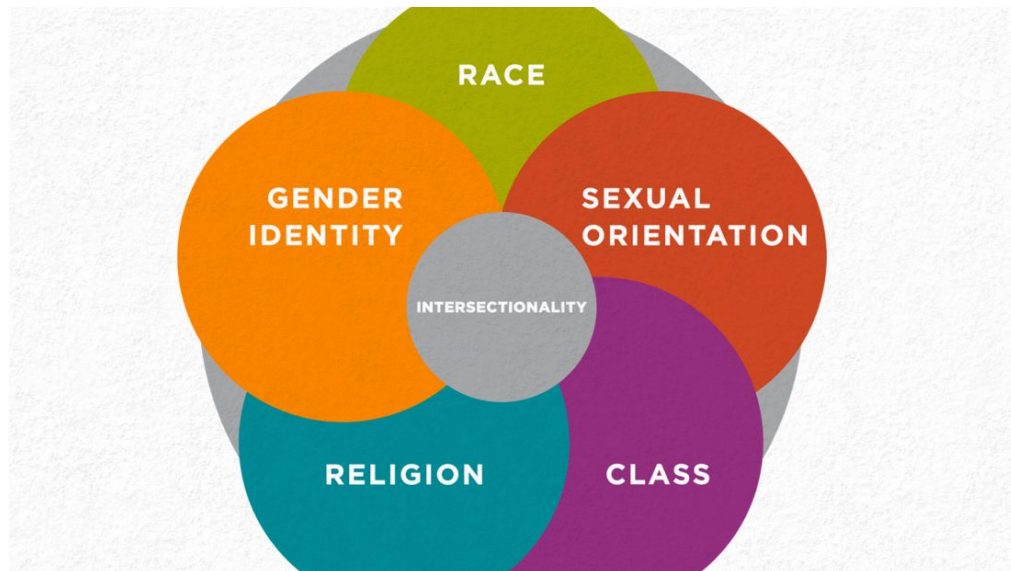 RACE
GENDER
IDENTITY
SEXUAL
ORIENTATION
INTERSECTIONALITY
RELIGION
CLASS